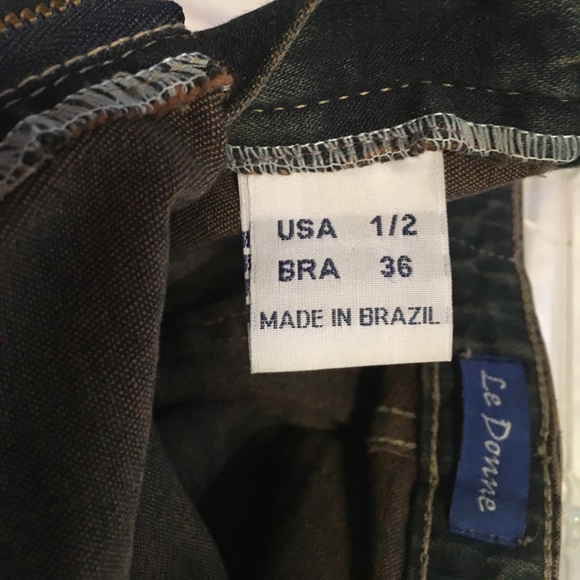 USA 1/2
BRA 36
MADE IN BRAZIL
Le Donne